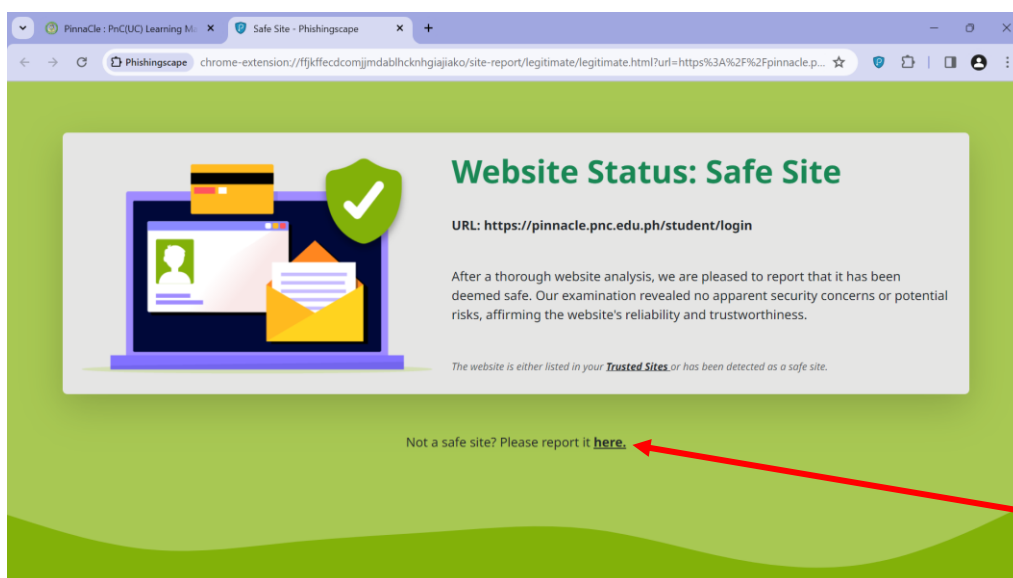 PinnaCle : PnC(UC) Learning Ma
Safe Site - Phishingscape
Phishingscape
chrome-extension://ffjkffecdcomjjmdablhcknhgiajiako/site-report/legitimate/legitimate.html?url=https%3A%2F%2Fpinnacle.p...
Website Status: Safe Site
URL: https://pinnacle.pnc.edu.ph/student/login
After a thorough website analysis, we are pleased to report that it has been
deemed safe. Our examination revealed no apparent security concerns or potential
risks, affirming the website's reliability and trustworthiness.
The website is either listed in your Trusted Sites or has been detected as a safe site.
Not a safe site? Please report it here.